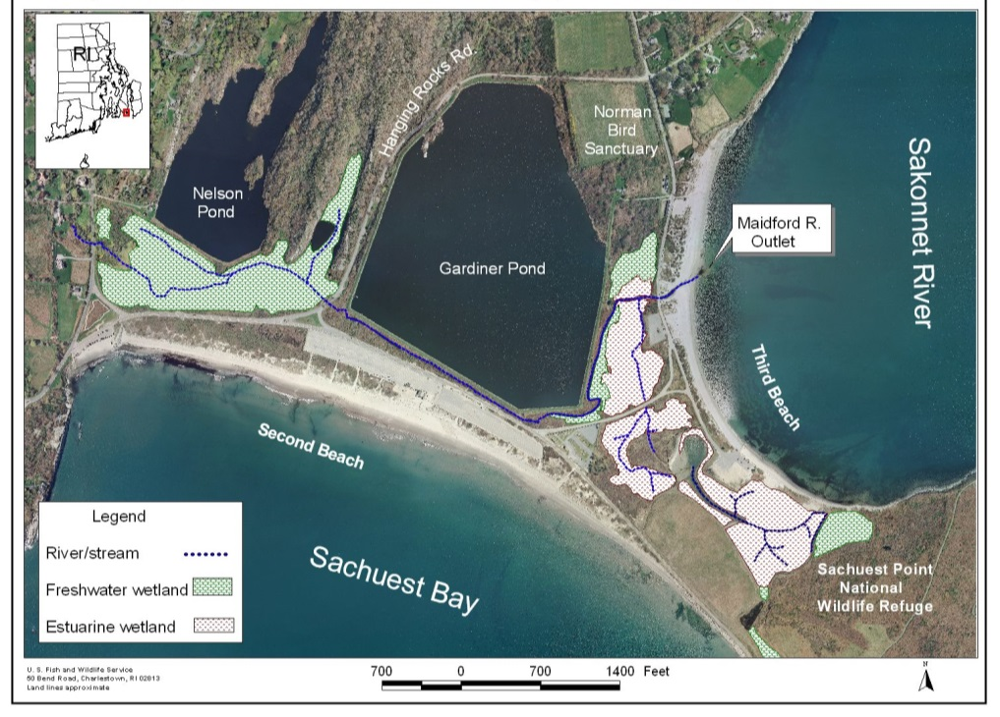 RI
Hanging Rocks Rd.
Norman
Bird
Sanctuary
Sakonnet River
Nelson
Pond
Maidford R.
Outlet
Gardiner Pond
Third Beach
Second Beach
Legend
River/stream
Freshwater wetland
Estuarine wetland
Sachuest Bay
Sachuest Point
National
Wildlife Refuge
U. S. Fish and Wildlife Service
50 Bend Road, Charlestown, RI 02813
Land lines approximate
700 0 700 1400 Feet
N